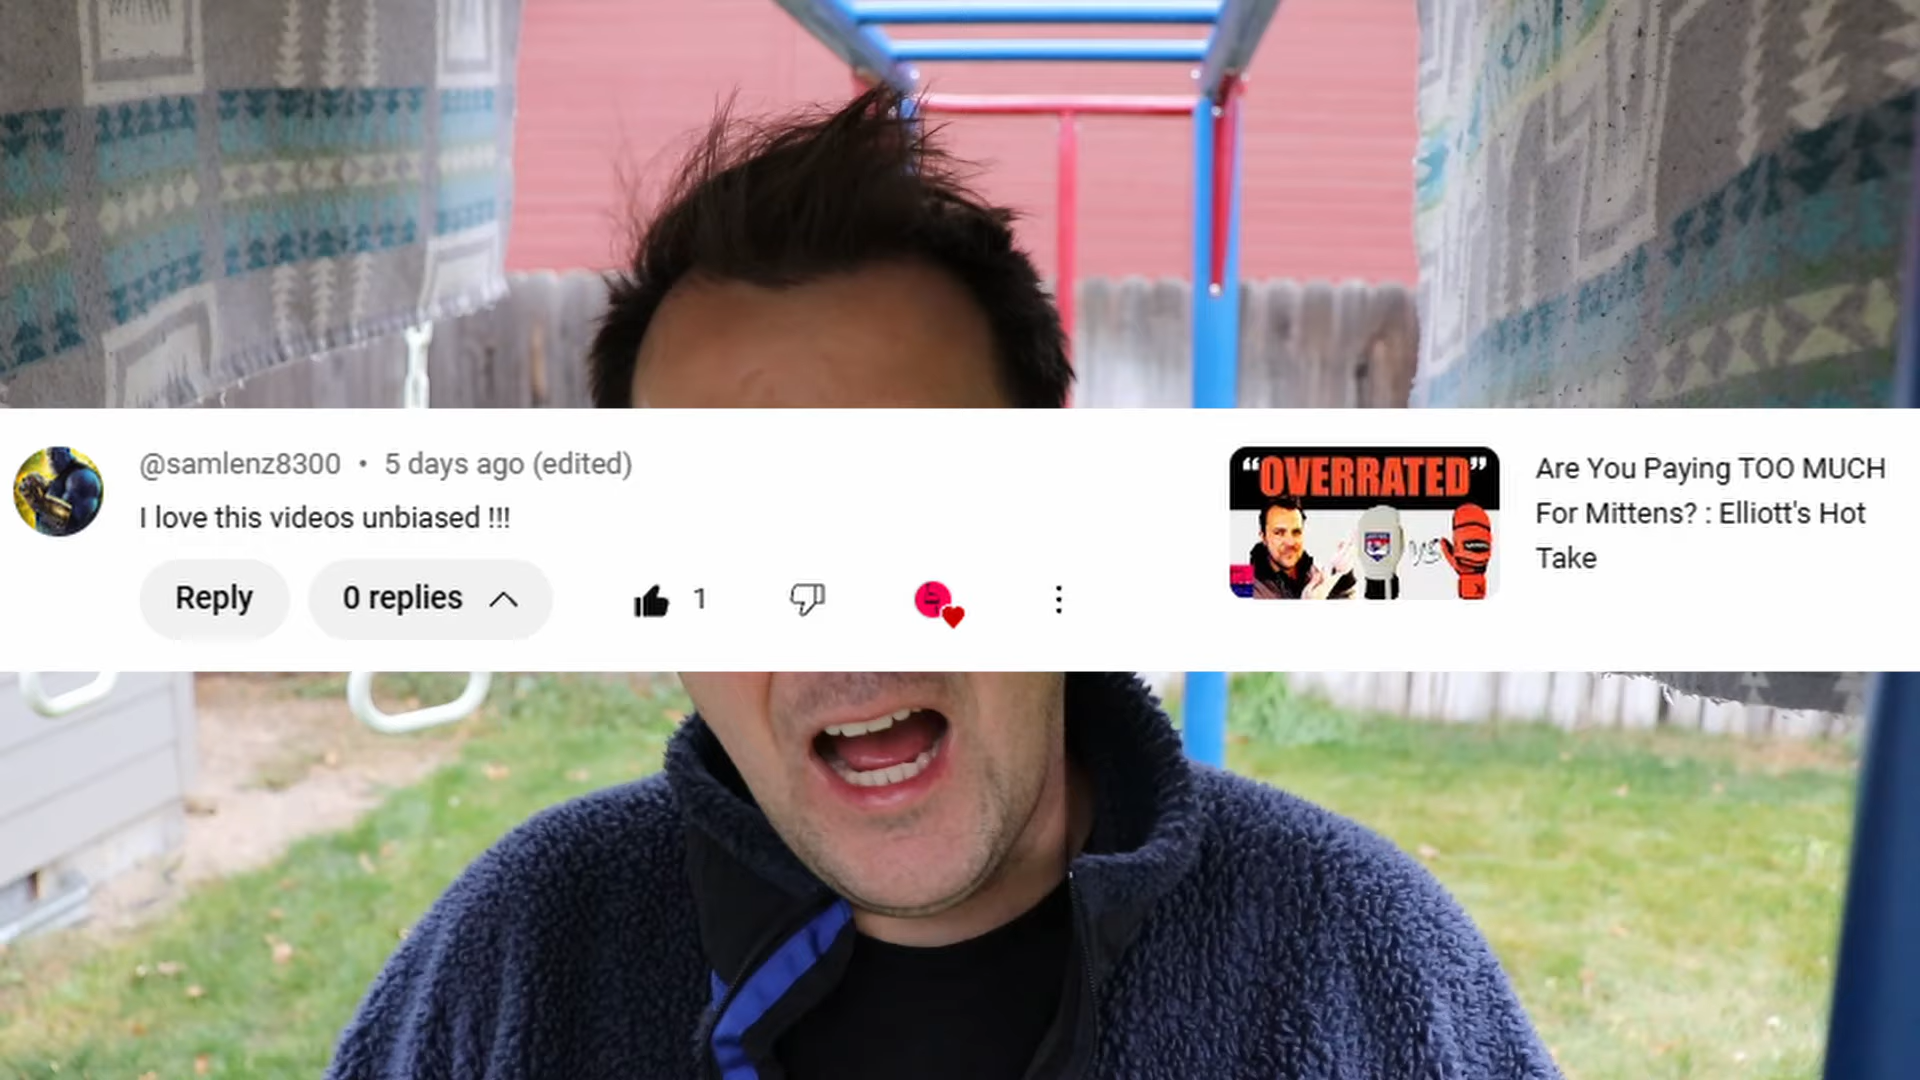 @samlenz8300 • 5 days ago (edited)
I love this videos unbiased !!!
Reply
0 replies
1
“OVERRATED”
VS
Are You Paying TOO MUCH
For Mittens? : Elliott's Hot
Take